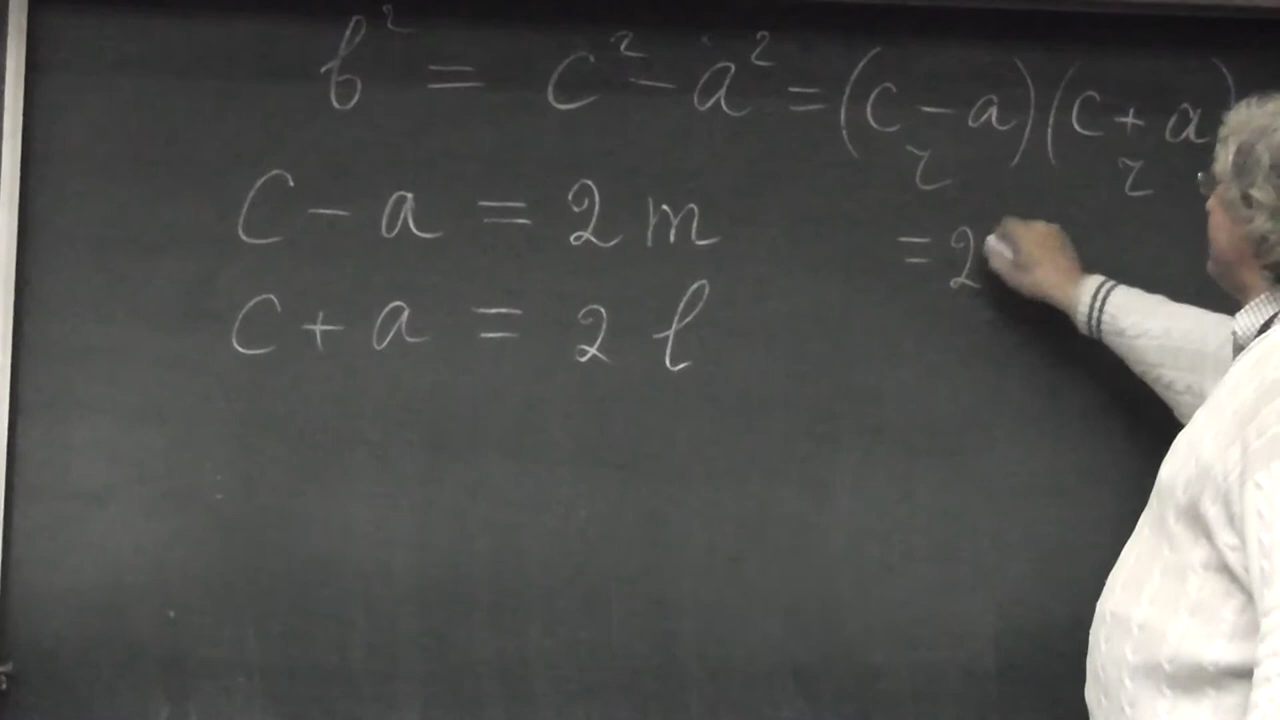 b² = c² - a² = (c - a)(c + a)
c - a = 2m
c + a = 2l
= 2